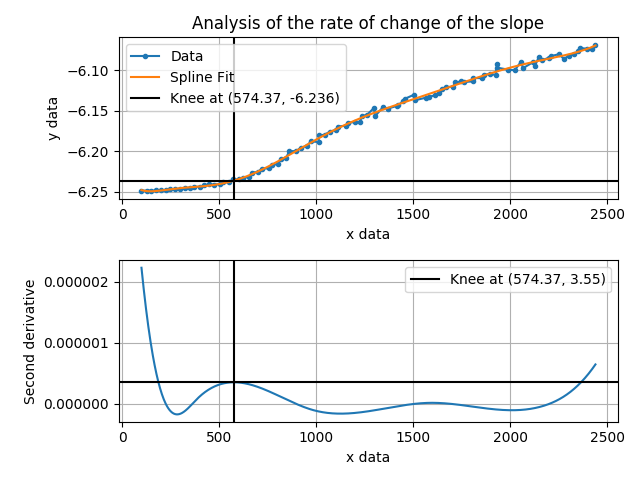 Analysis of the rate of change of the slope
Data
Spline Fit
Knee at (574.37, -6.236)
y data
−6.10
−6.15
−6.20
−6.25
0 500 1000 1500 2000 2500
x data
Knee at (574.37, 3.55)
Second derivative
0.000002
0.000001
0.000000
0 500 1000 1500 2000 2500
x data